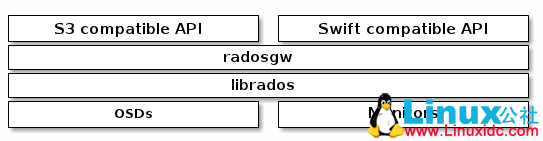 S3 compatible API
Swift compatible API
radosgw
librados
OSDs
Monitors
Linux公社
www.Linuxidc.com